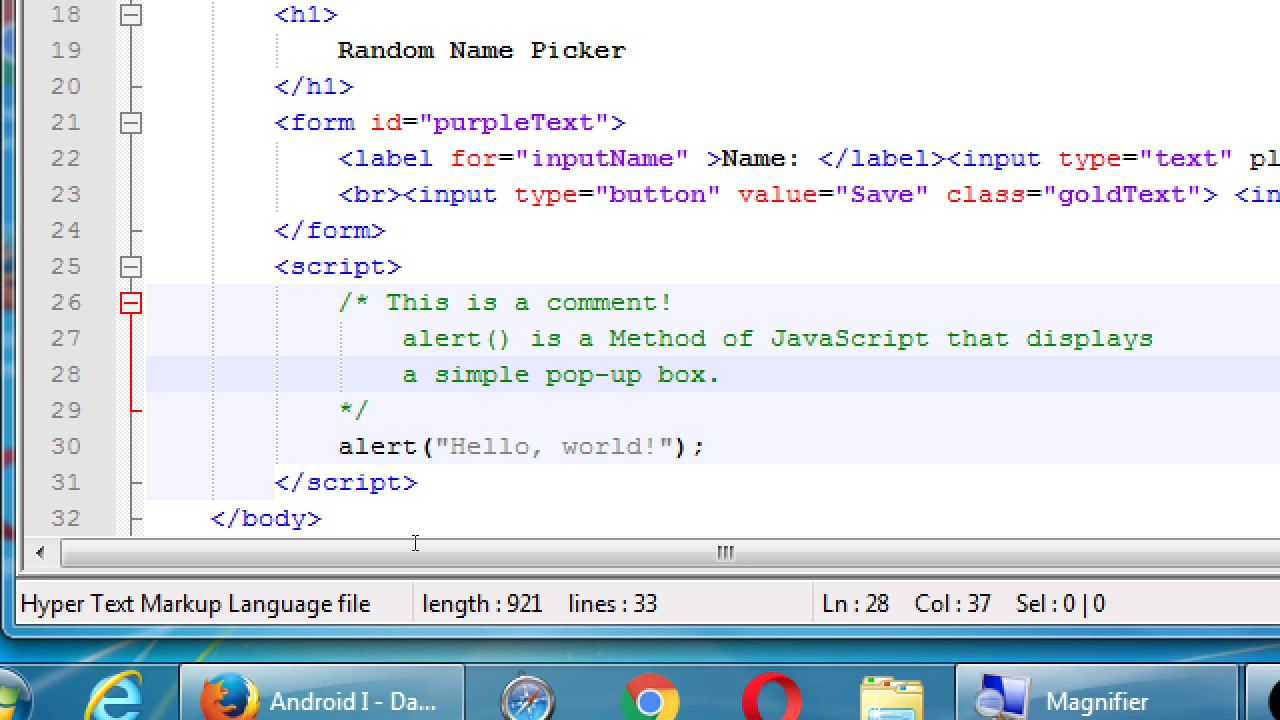 18 <h1>
19 Random Name Picker
20 </h1>
21 <form id="purpleText">
22 <label for="inputName" >Name: </label><input type="text" pl
23 <br><input type="button" value="Save" class="goldText"> <in
24 </form>
25 <script>
26 /* This is a comment!
27 alert() is a Method of JavaScript that displays
28 a simple pop-up box.
29 */
30 alert("Hello, world!");
31 </script>
32 </body>
Hyper Text Markup Language file length : 921 lines : 33 Ln : 28 Col : 37 Sel : 0 | 0
Android I - Da... Magnifier